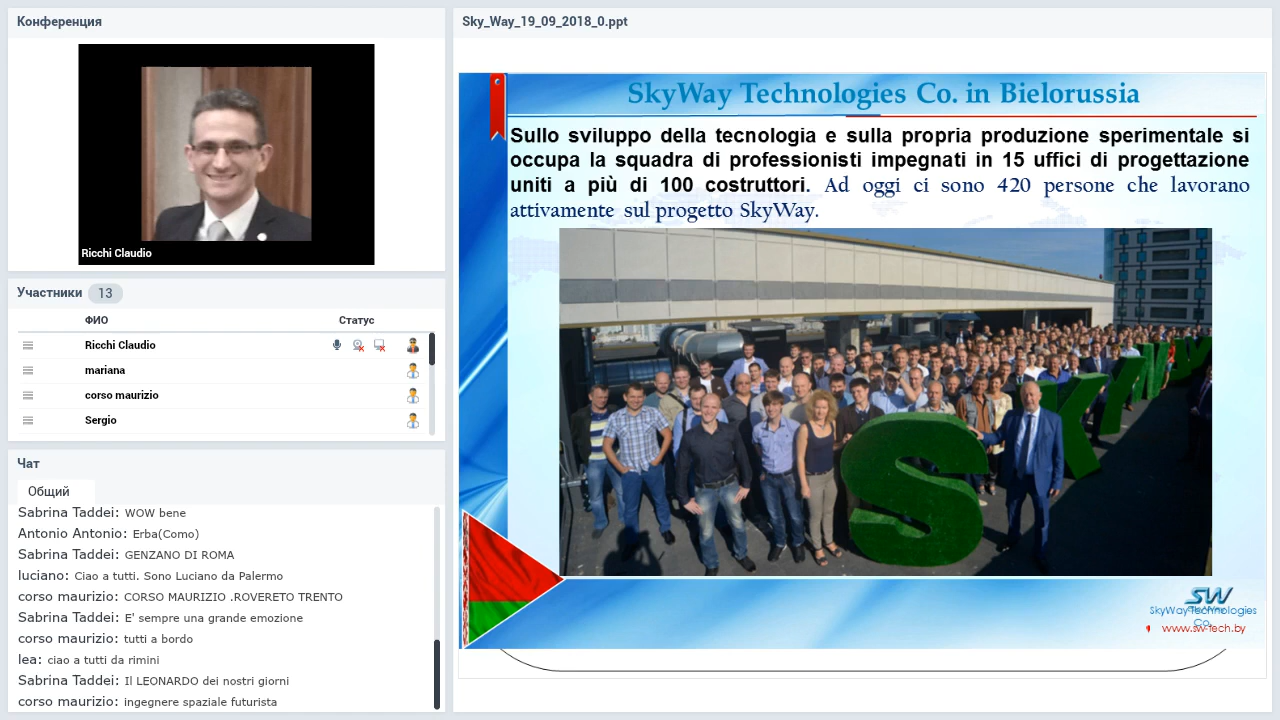 Конференция
Ricchi Claudio
Участники 13
ФИО Статус
Ricchi Claudio
mariana
corso maurizio
Sergio
Чат
Общий
Sabrina Taddei: WOW bene
Antonio Antonio: Erba(Como)
Sabrina Taddei: GENZANO DI ROMA
luciano: Ciao a tutti. Sono Luciano da Palermo
corso maurizio: CORSO MAURIZIO .ROVERETO TRENTO
Sabrina Taddei: E' sempre una grande emozione
corso maurizio: tutti a bordo
lea: ciao a tutti da rimini
Sabrina Taddei: Il LEONARDO dei nostri giorni
corso maurizio: ingegnere spaziale futurista
Sky_Way_19_09_2018_0.ppt
SkyWay Technologies Co. in Bielorussia
Sullo sviluppo della tecnologia e sulla propria produzione sperimentale si
occupa la squadra di professionisti impegnati in 15 uffici di progettazione
uniti a più di 100 costruttori. Ad oggi ci sono 420 persone che lavorano
attivamente sul progetto SkyWay.
SKYWAY
SW
SkyWay Technologies
Co.
www.sw-tech.by